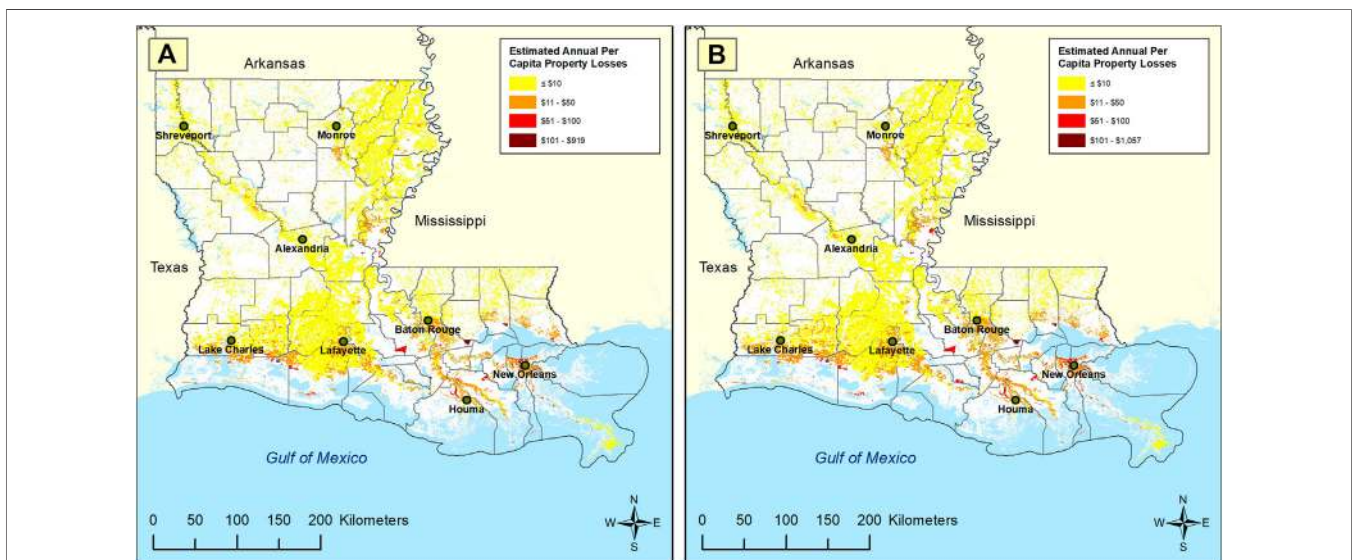 A
Arkansas
Estimated Annual Per
Capita Property Losses
≤ $10
$11 - $50
$51 - $100
$101 - $919
Shreveport
Monroe
Mississippi
Alexandria
Texas
Baton Rouge
Lake Charles
Lafayette
New Orleans
Houma
Gulf of Mexico
0 50 100 150 200 Kilometers
N
W E
S
B
Arkansas
Estimated Annual Per
Capita Property Losses
≤ $10
$11 - $50
$51 - $100
$101 - $1,057
Shreveport
Monroe
Mississippi
Alexandria
Texas
Baton Rouge
Lake Charles
Lafayette
New Orleans
Houma
Gulf of Mexico
0 50 100 150 200 Kilometers
N
W E
S